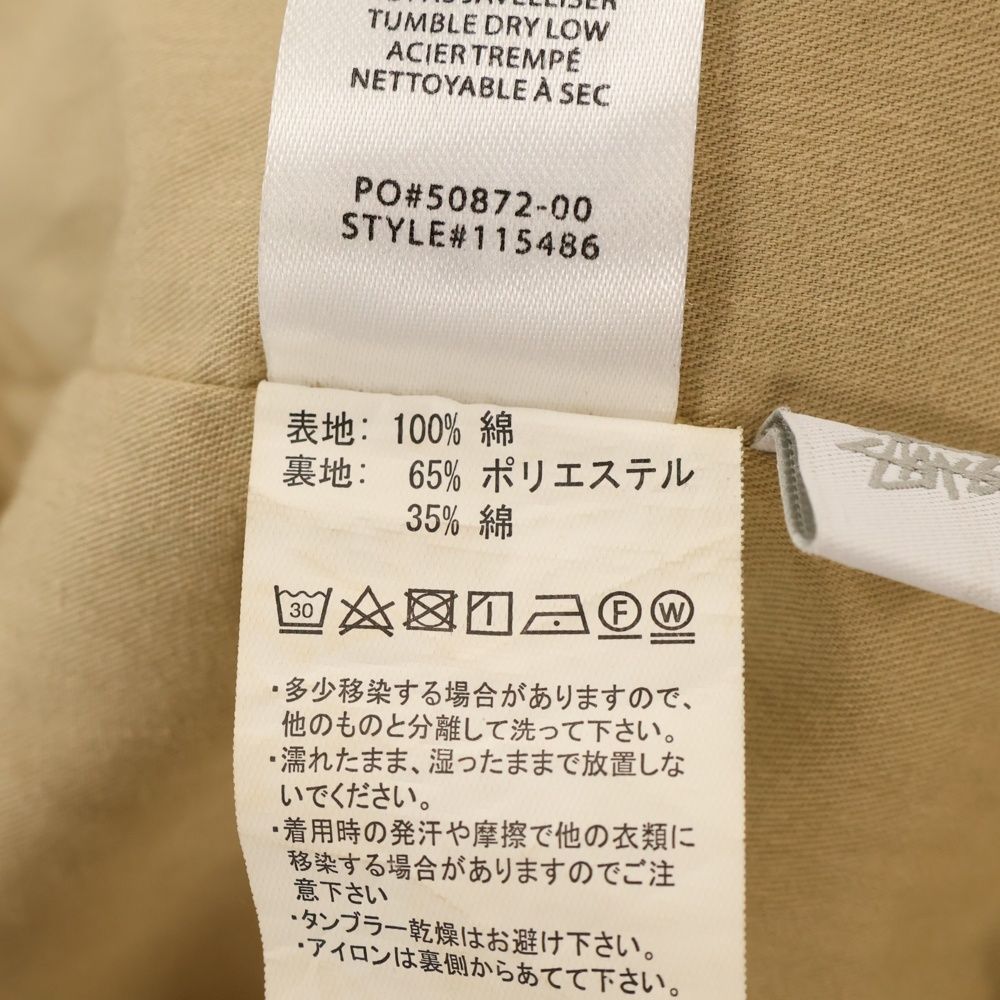 PAS JAVELLISER
TUMBLE DRY LOW
ACIER TREMPÉ
NETTOYABLE À SEC
PO#50872-00
STYLE#115486
表地: 100% 綿
裏地: 65% ポリエステル
35% 綿
30 F W
・多少移染する場合がありますので、
他のものと分離して洗って下さい。
・濡れたまま、湿ったままで放置しな
いでください。
・着用時の発汗や摩擦で他の衣類に
移染する場合がありますのでご注
意下さい
・タンブラー乾燥はお避け下さい。
・アイロンは裏側からあてて下さい。